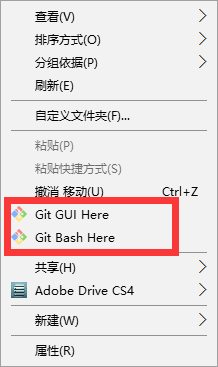 查看(V)
排序方式(O)
分组依据(P)
刷新(E)
自定义文件夹(F)...
粘贴(P)
粘贴快捷方式(S)
撤消 移动(U) Ctrl+Z
Git GUI Here
Git Bash Here
共享(H)
Adobe Drive CS4
新建(W)
属性(R)